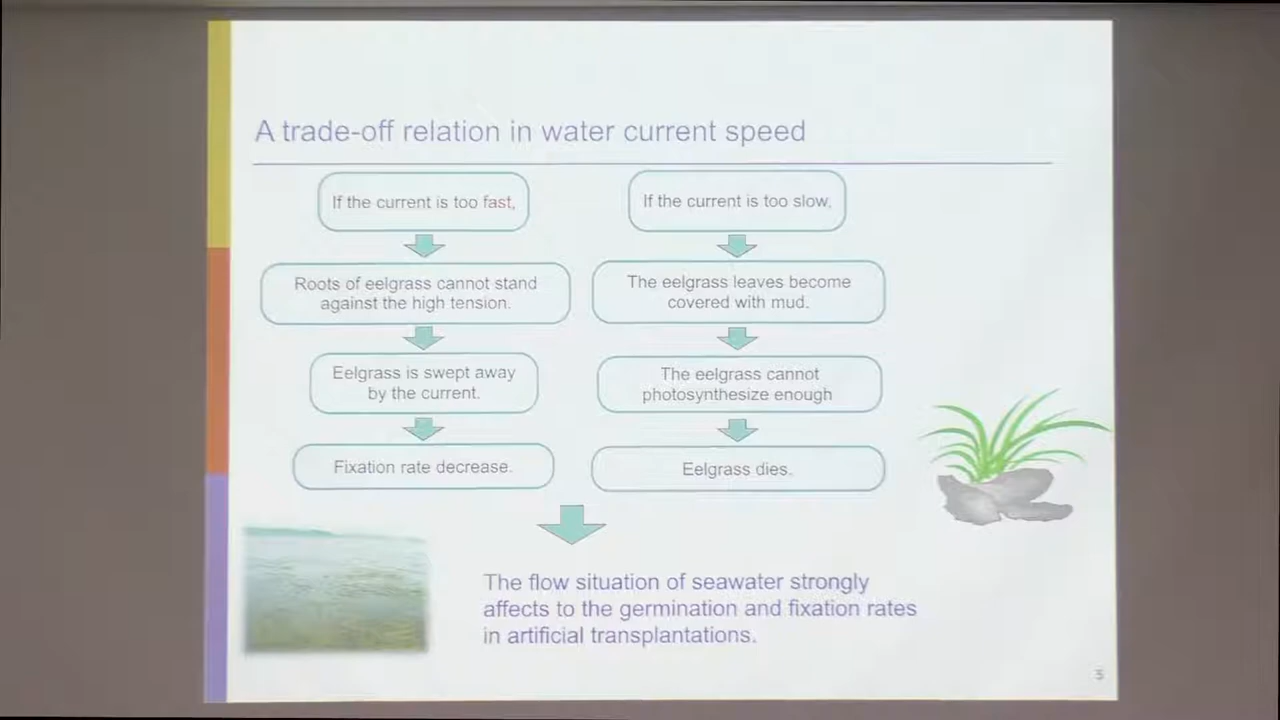 A trade-off relation in water current speed
If the current is too fast,
Roots of eelgrass cannot stand
against the high tension.
Eelgrass is swept away
by the current.
Fixation rate decrease.
If the current is too slow,
The eelgrass leaves become
covered with mud.
The eelgrass cannot
photosynthesize enough
Eelgrass dies.
The flow situation of seawater strongly
affects to the germination and fixation rates
in artificial transplantations.
3